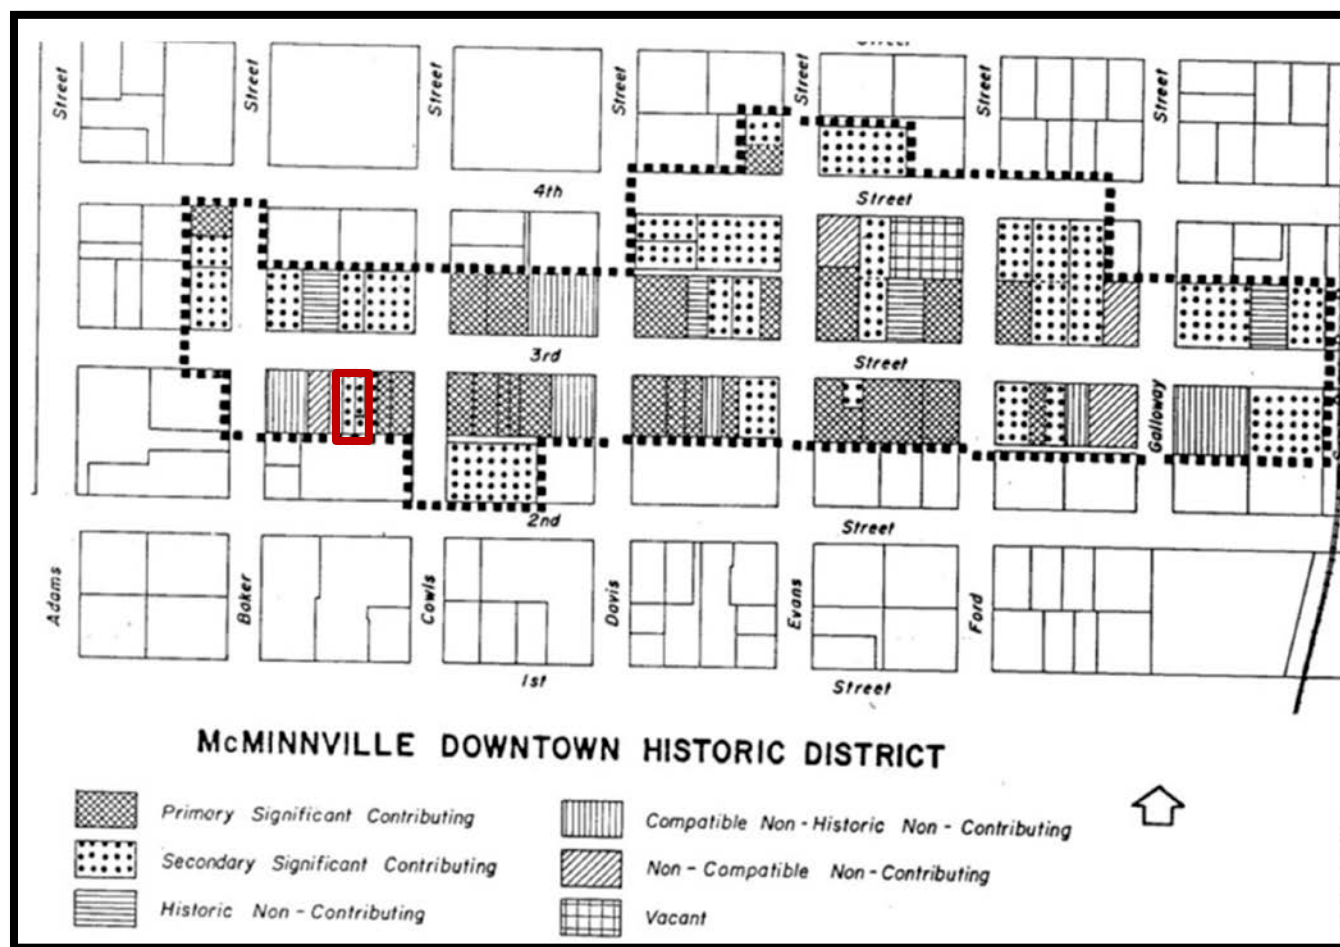 Street
Street
Street
Street
Street
Street
Street
Street
4th
Street
3rd
Street
Galloway
2nd
Street
Adams
Baker
Cowls
Davis
Evans
Ford
1st
Street
McMINNVILLE DOWNTOWN HISTORIC DISTRICT
Primary Significant Contributing
Secondary Significant Contributing
Historic Non - Contributing
Compatible Non - Historic Non - Contributing
Non - Compatible Non - Contributing
Vacant